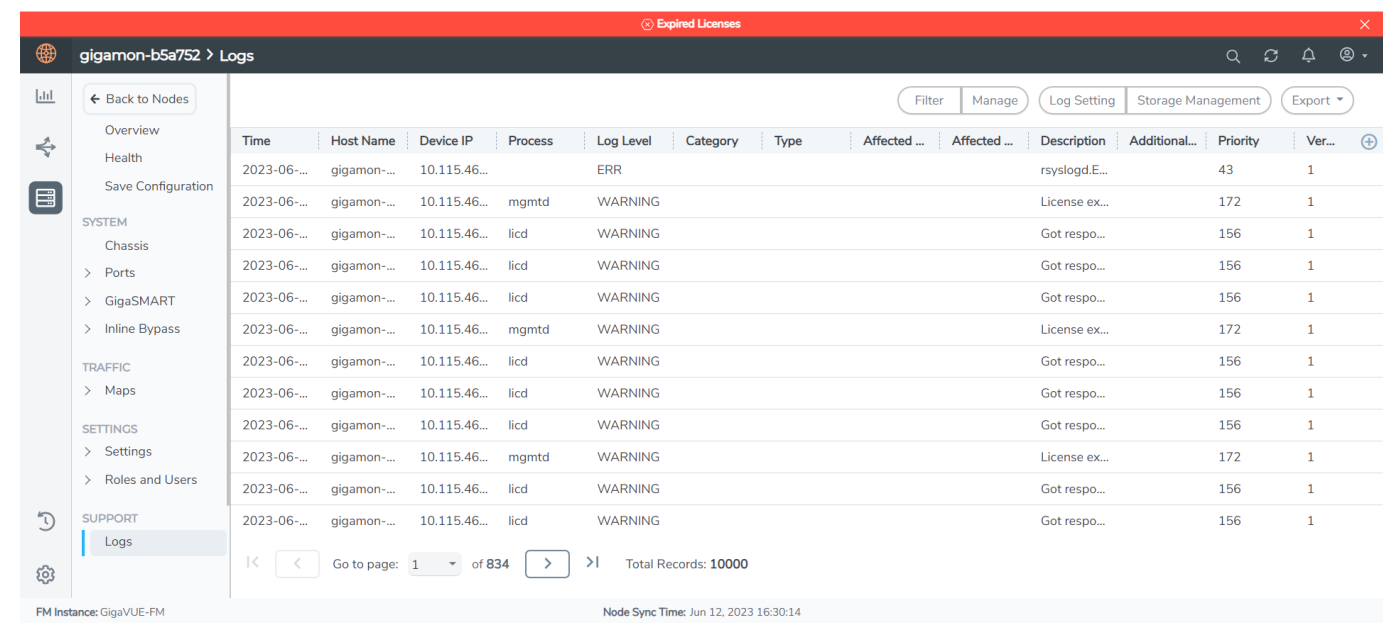 Expired Licenses
gigamon-b5a752 > Logs
Back to Nodes
Filter Manage Log Setting Storage Management Export
Overview
Health
Save Configuration
SYSTEM
Chassis
Ports
GigaSMART
Inline Bypass
TRAFFIC
Maps
SETTINGS
Settings
Roles and Users
SUPPORT
Logs
Time Host Name Device IP Process Log Level Category Type Affected ... Affected ... Description Additional... Priority Ver...
2023-06-... gigamon-... 10.115.46... ERR rsyslogd.E... 43 1
2023-06-... gigamon-... 10.115.46... mgmtd WARNING License ex... 172 1
2023-06-... gigamon-... 10.115.46... licd WARNING Got respo... 156 1
2023-06-... gigamon-... 10.115.46... licd WARNING Got respo... 156 1
2023-06-... gigamon-... 10.115.46... licd WARNING Got respo... 156 1
2023-06-... gigamon-... 10.115.46... mgmtd WARNING License ex... 172 1
2023-06-... gigamon-... 10.115.46... licd WARNING Got respo... 156 1
2023-06-... gigamon-... 10.115.46... licd WARNING Got respo... 156 1
2023-06-... gigamon-... 10.115.46... licd WARNING Got respo... 156 1
2023-06-... gigamon-... 10.115.46... mgmtd WARNING License ex... 172 1
2023-06-... gigamon-... 10.115.46... licd WARNING Got respo... 156 1
2023-06-... gigamon-... 10.115.46... licd WARNING Got respo... 156 1
Go to page: 1 of 834 Total Records: 10000
FM Instance: GigaVUE-FM Node Sync Time: Jun 12, 2023 16:30:14